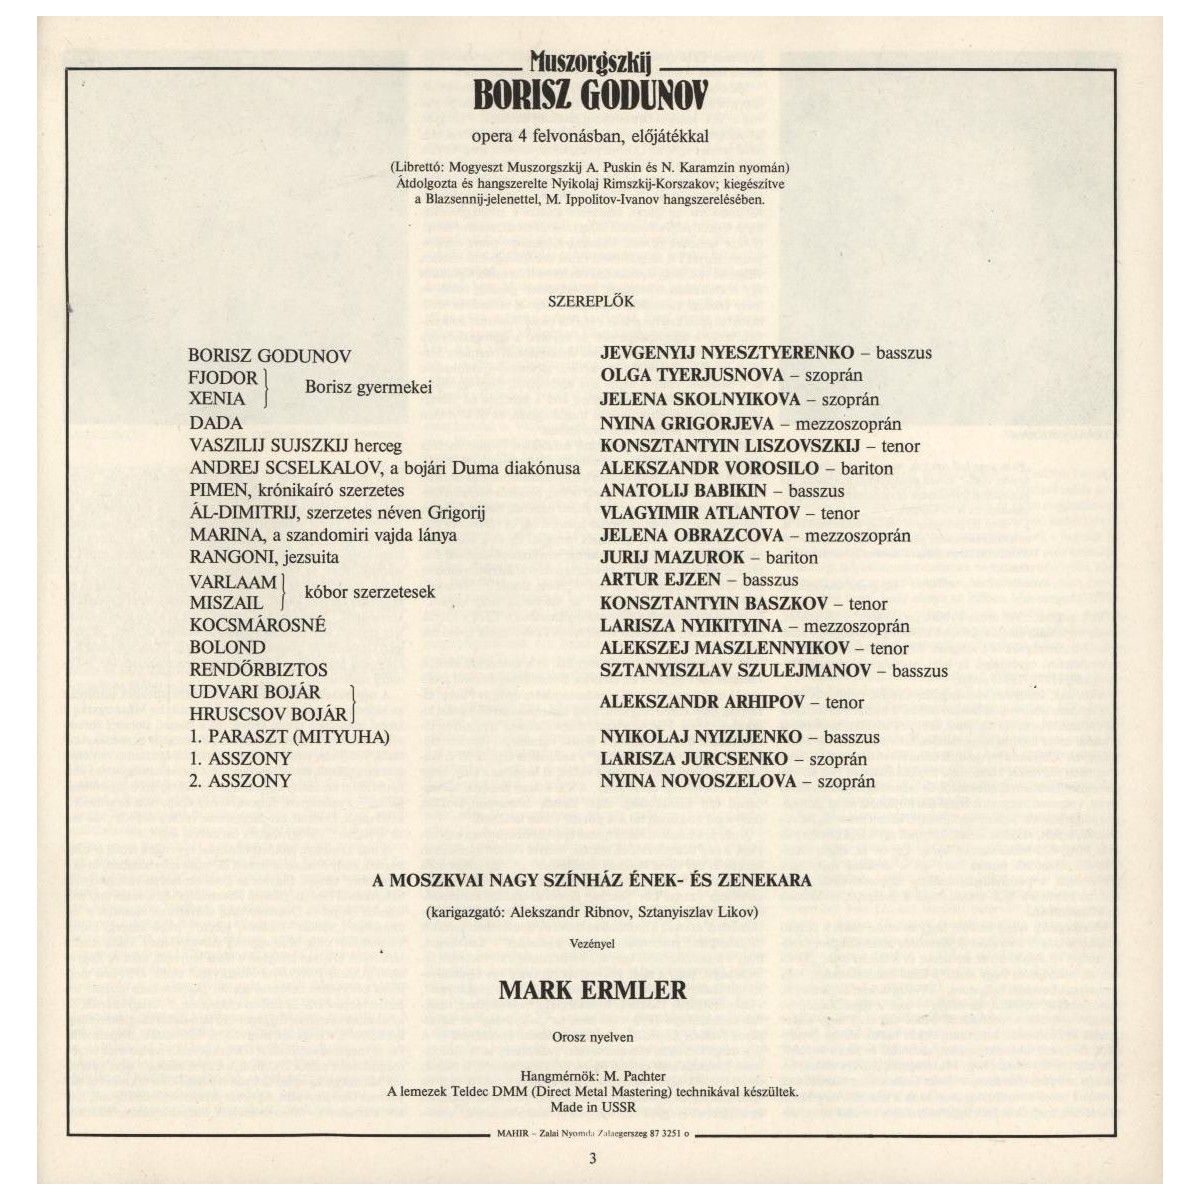 Muszorgszkij
BORISZ GODUNOV
opera 4 felvonásban, előjátékkal
(Librettó: Mogyeszt Muszorgszkij A. Puskin és N. Karamzin nyomán)
Átdolgozta és hangszerelte Nyikolaj Rimszkij-Korszakov; kiegészítve
a Blazsennij-jelenettel, M. Ippolitov-Ivanov hangszerelésében.
SZEREPLŐK
BORISZ GODUNOV JEVGENYIJ NYESZTYERENKO – basszus
FJODOR OLGA TYERJUSNOVA – szoprán
Borisz gyermekei
XENIA JELENA SKOLNYIKOVA – szoprán
DADA NYINA GRIGORJEVA – mezzoszoprán
VASZILIJ SUJSZKIJ herceg KONSZTANTYIN LISZOVSZKIJ – tenor
ANDREJ SCSELKALOV, a bojári Duma diakónusa ALEKSZANDR VOROSILO – bariton
PIMEN, krónikaíró szerzetes ANATOLIJ BABIKIN – basszus
ÁL-DIMITRIJ, szerzetes néven Grigorij VLAGYIMIR ATLANTOV – tenor
MARINA, a szandomiri vajda lánya JELENA OBRAZCOVA – mezzoszoprán
RANGONI, jezsuita JURIJ MAZUROK – bariton
VARLAAM ARTUR EJZEN – basszus
kóbor szerzetesek
MISZAIL KONSZTANTYIN BASZKOV – tenor
KOCSMÁROSNÉ LARISZA NYIKITYINA – mezzoszoprán
BOLOND ALEKSZEJ MASZLENNYIKOV – tenor
RENDŐRBIZTOS SZTANYISZLAV SZULEJMANOV – basszus
UDVARI BOJÁR
ALEKSZANDR ARHIPOV – tenor
HRUSCSOV BOJÁR
1. PARASZT (MITYUHA) NYIKOLAJ NYIZIJENKO – basszus
1. ASSZONY LARISZA JURCSENKO – szoprán
2. ASSZONY NYINA NOVOSZELOVA – szoprán
A MOSZKVAI NAGY SZÍNHÁZ ÉNEK- ÉS ZENEKARA
(karigazgató: Alekszandr Ribnov, Sztanyiszlav Likov)
Vezényel
MARK ERMLER
Orosz nyelven
Hangmérnök: M. Pachter
A lemezek Teldec DMM (Direct Metal Mastering) technikával készültek.
Made in USSR
MAHIR – Zalai Nyomda Zalaegerszeg 87 3251 o
3